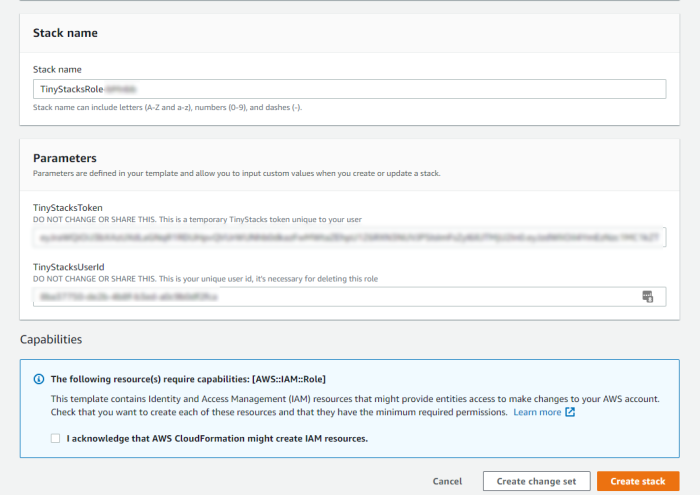 Stack name
Stack name
TinyStacksRole
Stack name can include letters (A-Z and a-z), numbers (0-9), and dashes (-).
Parameters
Parameters are defined in your template and allow you to input custom values when you create or update a stack.
TinyStacksToken
DO NOT CHANGE OR SHARE THIS. This is a temporary TinyStacks token unique to your user
TinyStacksUserId
DO NOT CHANGE OR SHARE THIS. This is your unique user id, it's necessary for deleting this role
Capabilities
The following resource(s) require capabilities: [AWS::IAM::Role]
This template contains Identity and Access Management (IAM) resources that might provide entities access to make changes to your AWS account.
Check that you want to create each of these resources and that they have the minimum required permissions. Learn more
I acknowledge that AWS CloudFormation might create IAM resources.
Cancel
Create change set
Create stack